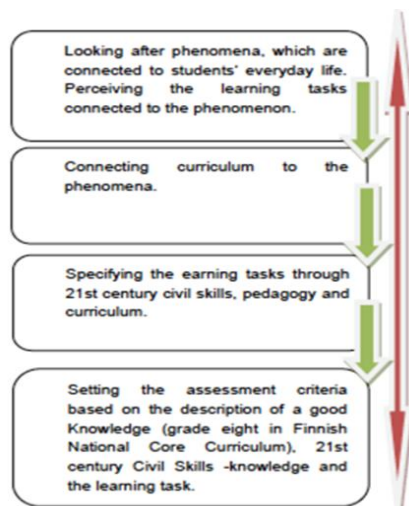 Looking after phenomena, which are
connected to students' everyday life.
Perceiving the learning tasks
connected to the phenomenon.
Connecting curriculum to the
phenomena.
Specifying the earning tasks through
21st century civil skills, pedagogy and
curriculum.
Setting the assessment criteria
based on the description of a good
Knowledge (grade eight in Finnish
National Core Curriculum), 21st
century Civil Skills -knowledge and
the learning task.